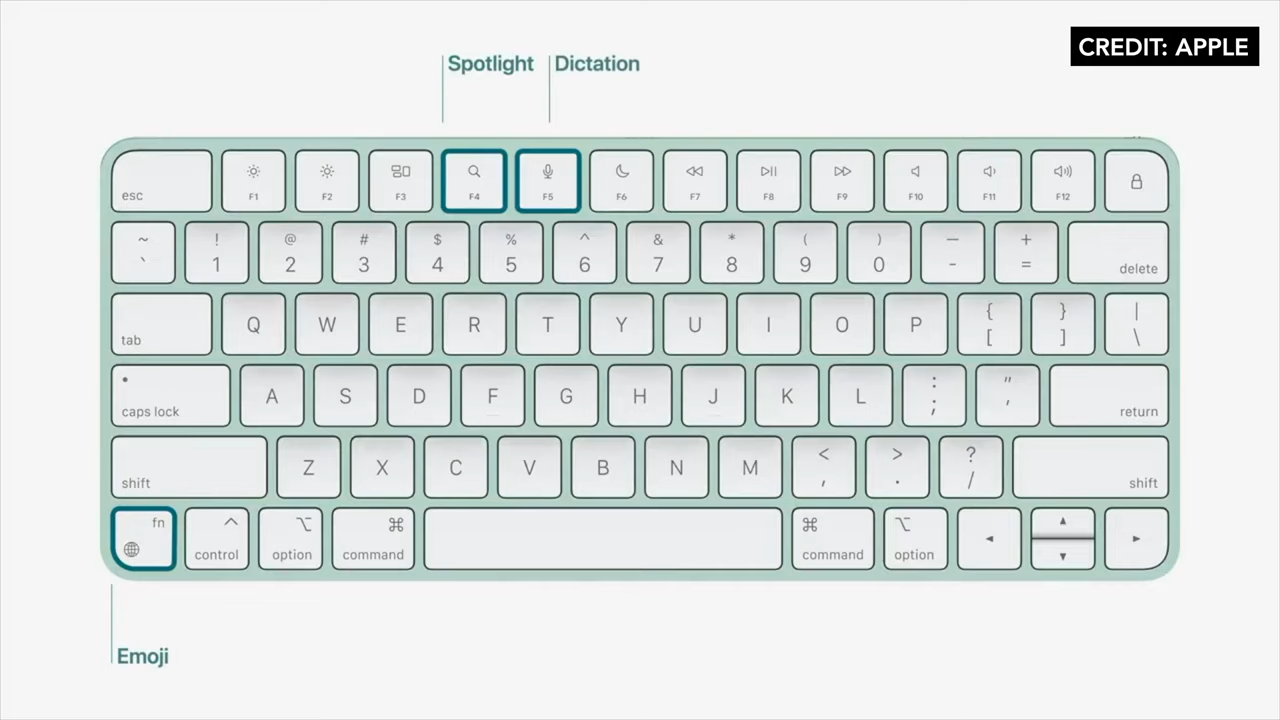 CREDIT: APPLE
Spotlight Dictation
esc F1 F2 F3 F4 F5 F6 F7 F8 F9 F10 F11 F12
~ ! @ # $ % ^ & * ( ) — +
` 1 2 3 4 5 6 7 8 9 0 - = delete
tab Q W E R T Y U I O P { [ } ] | \
caps lock A S D F G H J K L : ; " ' return
shift Z X C V B N M < , > . ? / shift
fn ^ ⌥ ⌘ ⌘ ⌥
control option command command option ◄ ▲ ▼ ►
Emoji